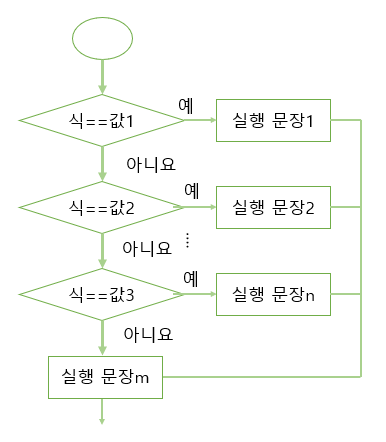 예
식==값1
실행 문장1
아니요
예
식==값2
실행 문장2
아니요
예
식==값3
실행 문장n
아니요
실행 문장m